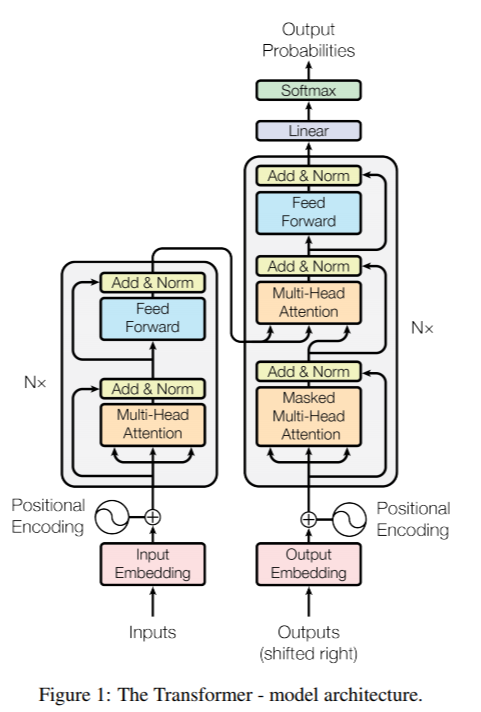 Output
Probabilities
Softmax
Linear
Add & Norm
Feed
Forward
Add & Norm
Multi-Head
Attention
Add & Norm
Masked
Multi-Head
Attention
N×
Add & Norm
Feed
Forward
Add & Norm
Multi-Head
Attention
N×
Positional
Encoding
Positional
Encoding
Input
Embedding
Output
Embedding
Inputs
Outputs
(shifted right)
Figure 1: The Transformer - model architecture.